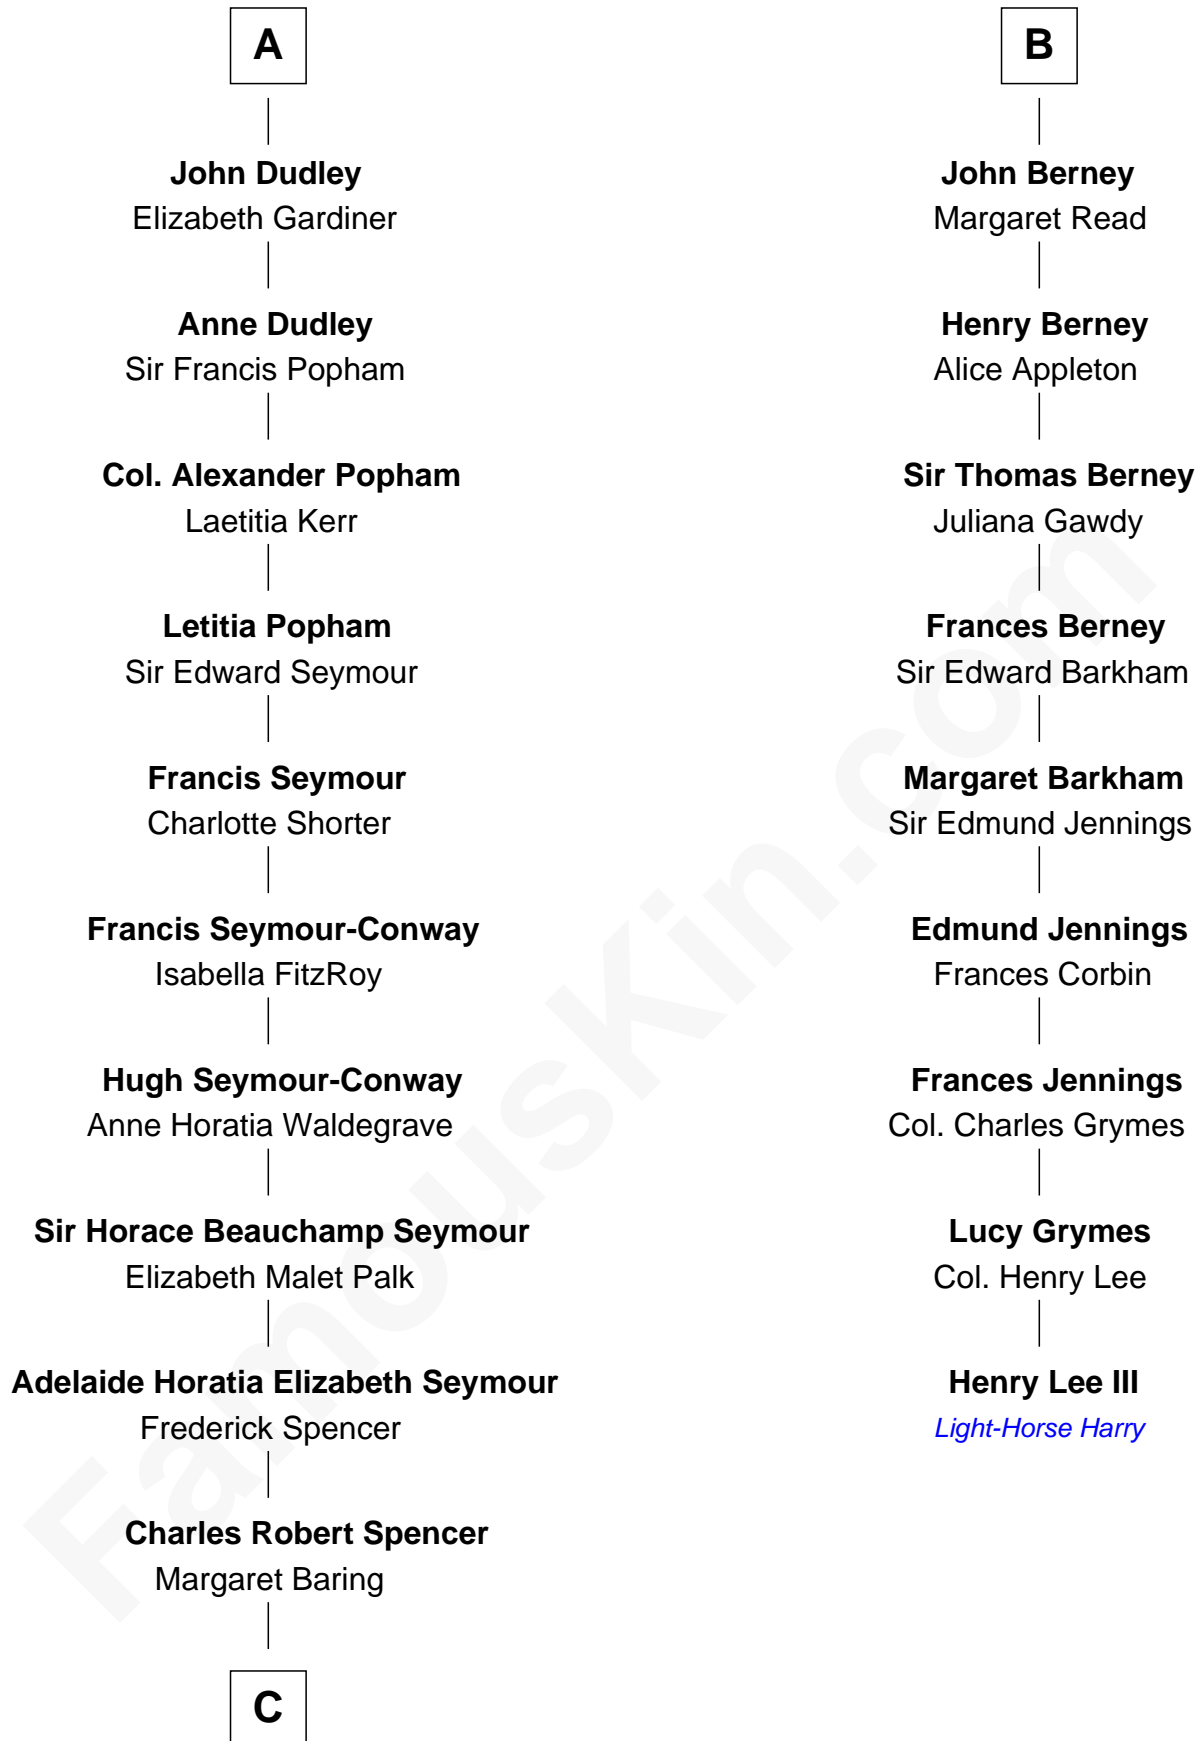 A
John Dudley
Elizabeth Gardiner
Anne Dudley
Sir Francis Popham
Col. Alexander Popham
Laetitia Kerr
Letitia Popham
Sir Edward Seymour
Francis Seymour
Charlotte Shorter
Francis Seymour-Conway
Isabella FitzRoy
Hugh Seymour-Conway
Anne Horatia Waldegrave
Sir Horace Beauchamp Seymour
Elizabeth Malet Palk
Adelaide Horatia Elizabeth Seymour
Frederick Spencer
Charles Robert Spencer
Margaret Baring
C
B
John Berney
Margaret Read
Henry Berney
Alice Appleton
Sir Thomas Berney
Juliana Gawdy
Frances Berney
Sir Edward Barkham
Margaret Barkham
Sir Edmund Jennings
Edmund Jennings
Frances Corbin
Frances Jennings
Col. Charles Grymes
Lucy Grymes
Col. Henry Lee
Henry Lee III
Light-Horse Harry
FamousKin.com